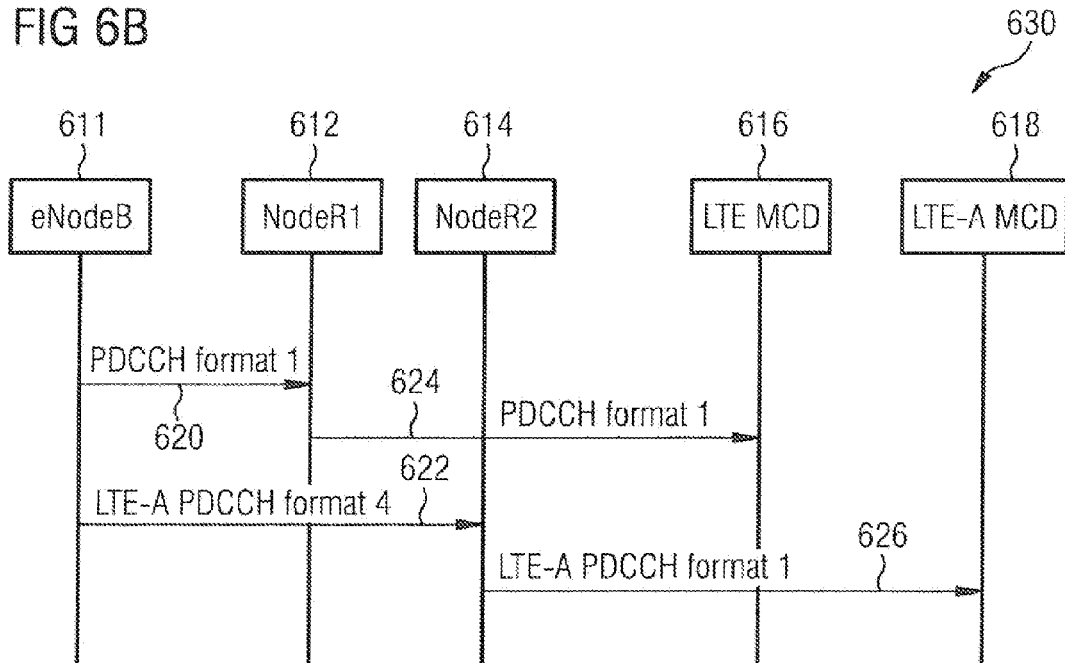 FIG 6B
630
611
612
614
616
618
eNodeB
NodeR1
NodeR2
LTE MCD
LTE-A MCD
PDCCH format 1
620
624
PDCCH format 1
622
LTE-A PDCCH format 4
LTE-A PDCCH format 1
626